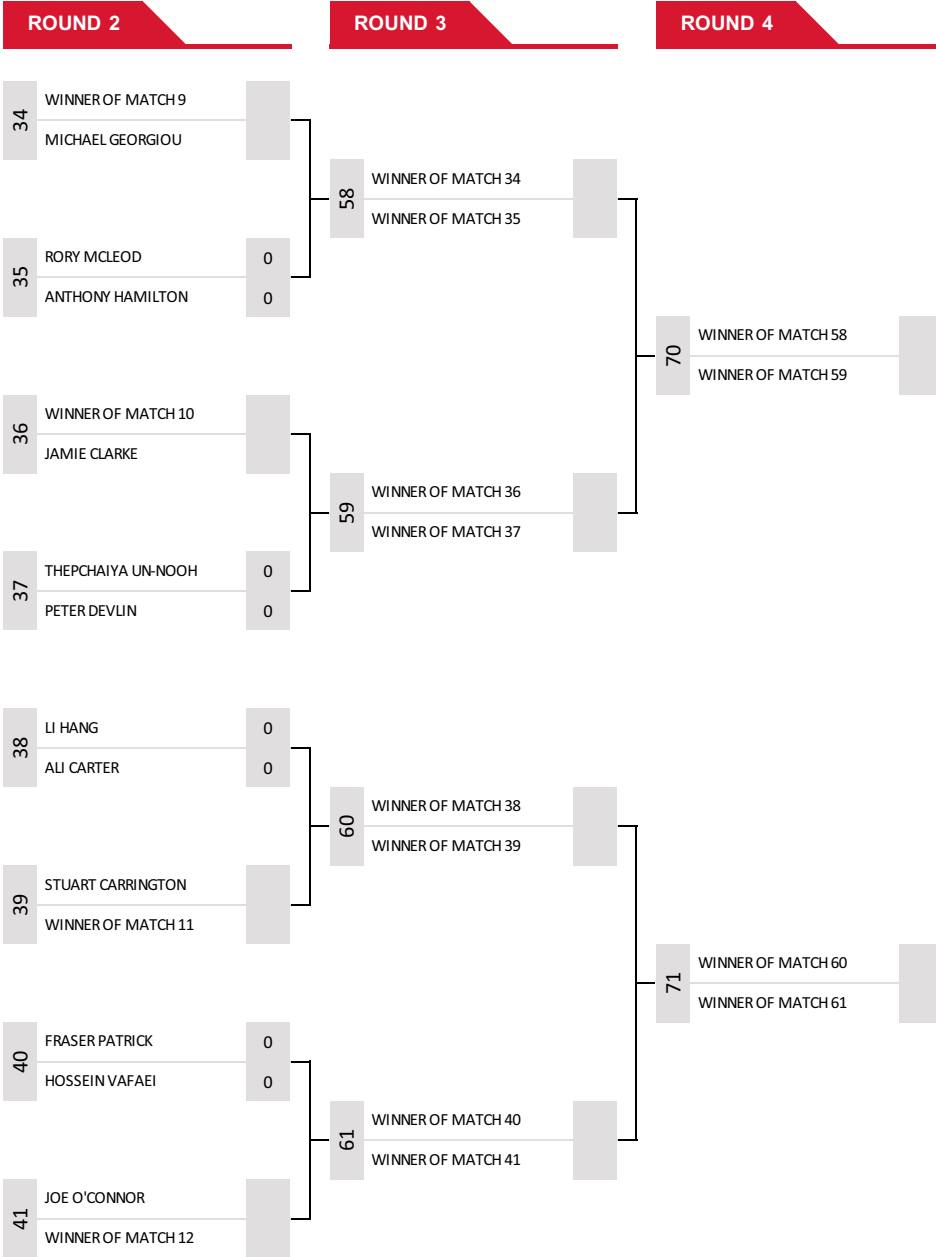 ROUND 2
ROUND 3
ROUND 4
34
WINNER OF MATCH 9
MICHAEL GEORGIOU
35
RORY MCLEOD 0
ANTHONY HAMILTON 0
36
WINNER OF MATCH 10
JAMIE CLARKE
37
THEPCHAIYA UN-NOOH 0
PETER DEVLIN 0
38
LI HANG 0
ALI CARTER 0
39
STUART CARRINGTON
WINNER OF MATCH 11
40
FRASER PATRICK 0
HOSSEIN VAFAEI 0
41
JOE O'CONNOR
WINNER OF MATCH 12
58
WINNER OF MATCH 34
WINNER OF MATCH 35
59
WINNER OF MATCH 36
WINNER OF MATCH 37
60
WINNER OF MATCH 38
WINNER OF MATCH 39
61
WINNER OF MATCH 40
WINNER OF MATCH 41
70
WINNER OF MATCH 58
WINNER OF MATCH 59
71
WINNER OF MATCH 60
WINNER OF MATCH 61